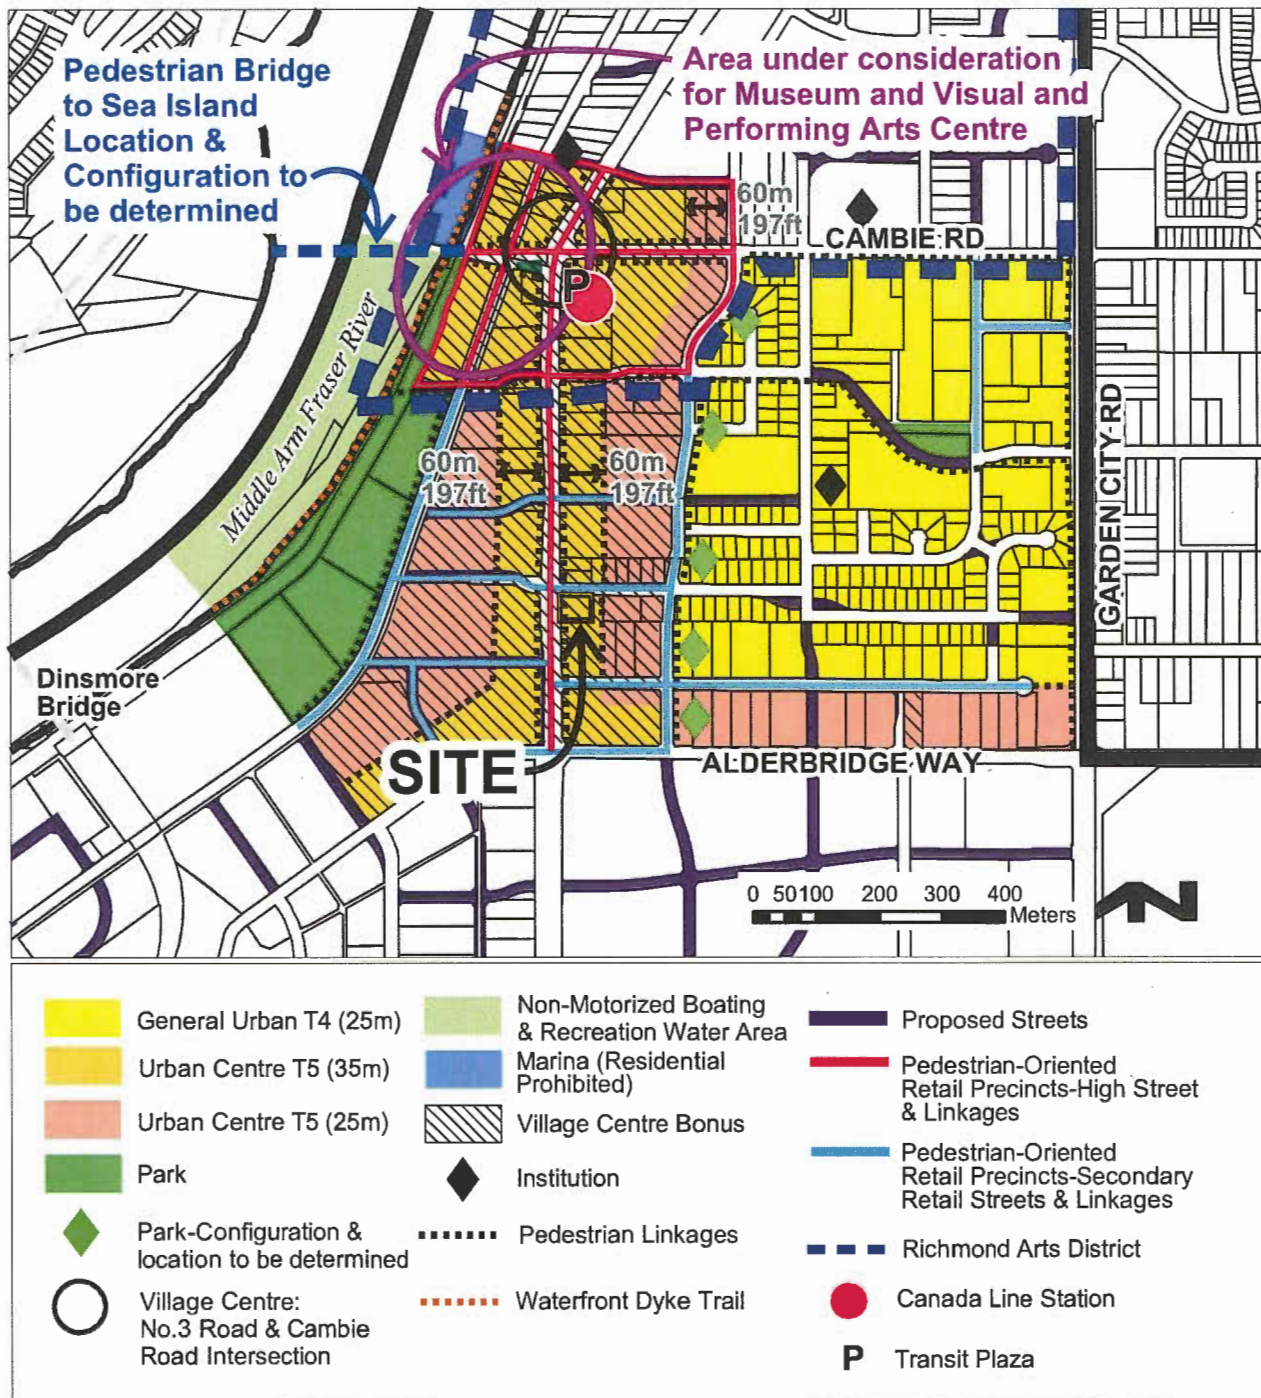 Pedestrian Bridge
to Sea Island
Location &
Configuration to
be determined
Area under consideration
for Museum and Visual and
Performing Arts Centre
60m
197ft
CAMBIE RD
P
Middle Arm Fraser River
60m
197ft
60m
197ft
GARDEN CITY RD
Dinsmore
Bridge
SITE
ALDERBRIDGE WAY
0 50 100 200 300 400
Meters
N
General Urban T4 (25m)
Urban Centre T5 (35m)
Urban Centre T5 (25m)
Park
Park-Configuration &
location to be determined
Village Centre:
No.3 Road & Cambie
Road Intersection
Non-Motorized Boating
& Recreation Water Area
Marina (Residential
Prohibited)
Village Centre Bonus
Institution
Pedestrian Linkages
Waterfront Dyke Trail
Proposed Streets
Pedestrian-Oriented
Retail Precincts-High Street
& Linkages
Pedestrian-Oriented
Retail Precincts-Secondary
Retail Streets & Linkages
Richmond Arts District
Canada Line Station
P Transit Plaza